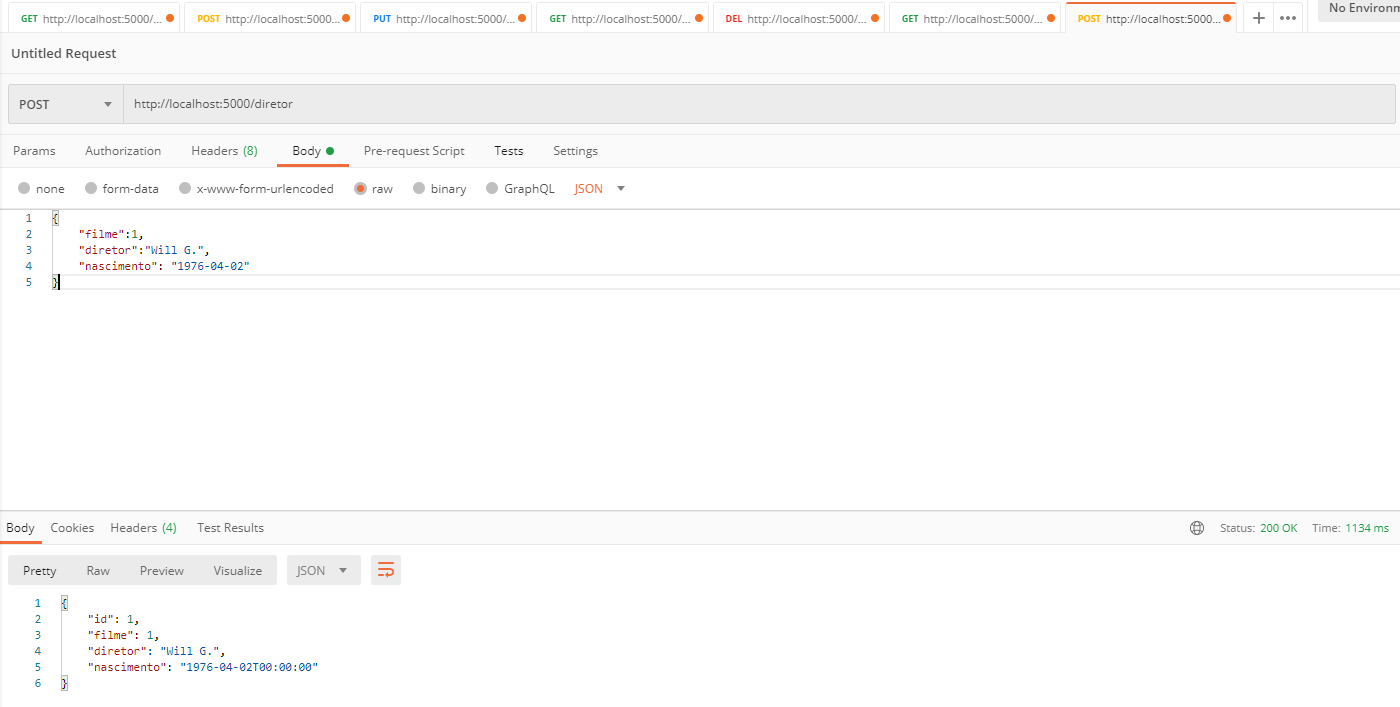 GET http://localhost:5000/... POST http://localhost:5000... PUT http://localhost:5000/... GET http://localhost:5000/... DEL http://localhost:5000/... GET http://localhost:5000/... POST http://localhost:5000... + ••• No Environm
Untitled Request
POST http://localhost:5000/diretor
Params Authorization Headers (8) Body Pre-request Script Tests Settings
none form-data x-www-form-urlencoded raw binary GraphQL JSON
1 {
2 "filme":1,
3 "diretor":"Will G.",
4 "nascimento": "1976-04-02"
5 }
Body Cookies Headers (4) Test Results Status: 200 OK Time: 1134 ms
Pretty Raw Preview Visualize JSON
1 {
2 "id": 1,
3 "filme": 1,
4 "diretor": "Will G.",
5 "nascimento": "1976-04-02T00:00:00"
6 }